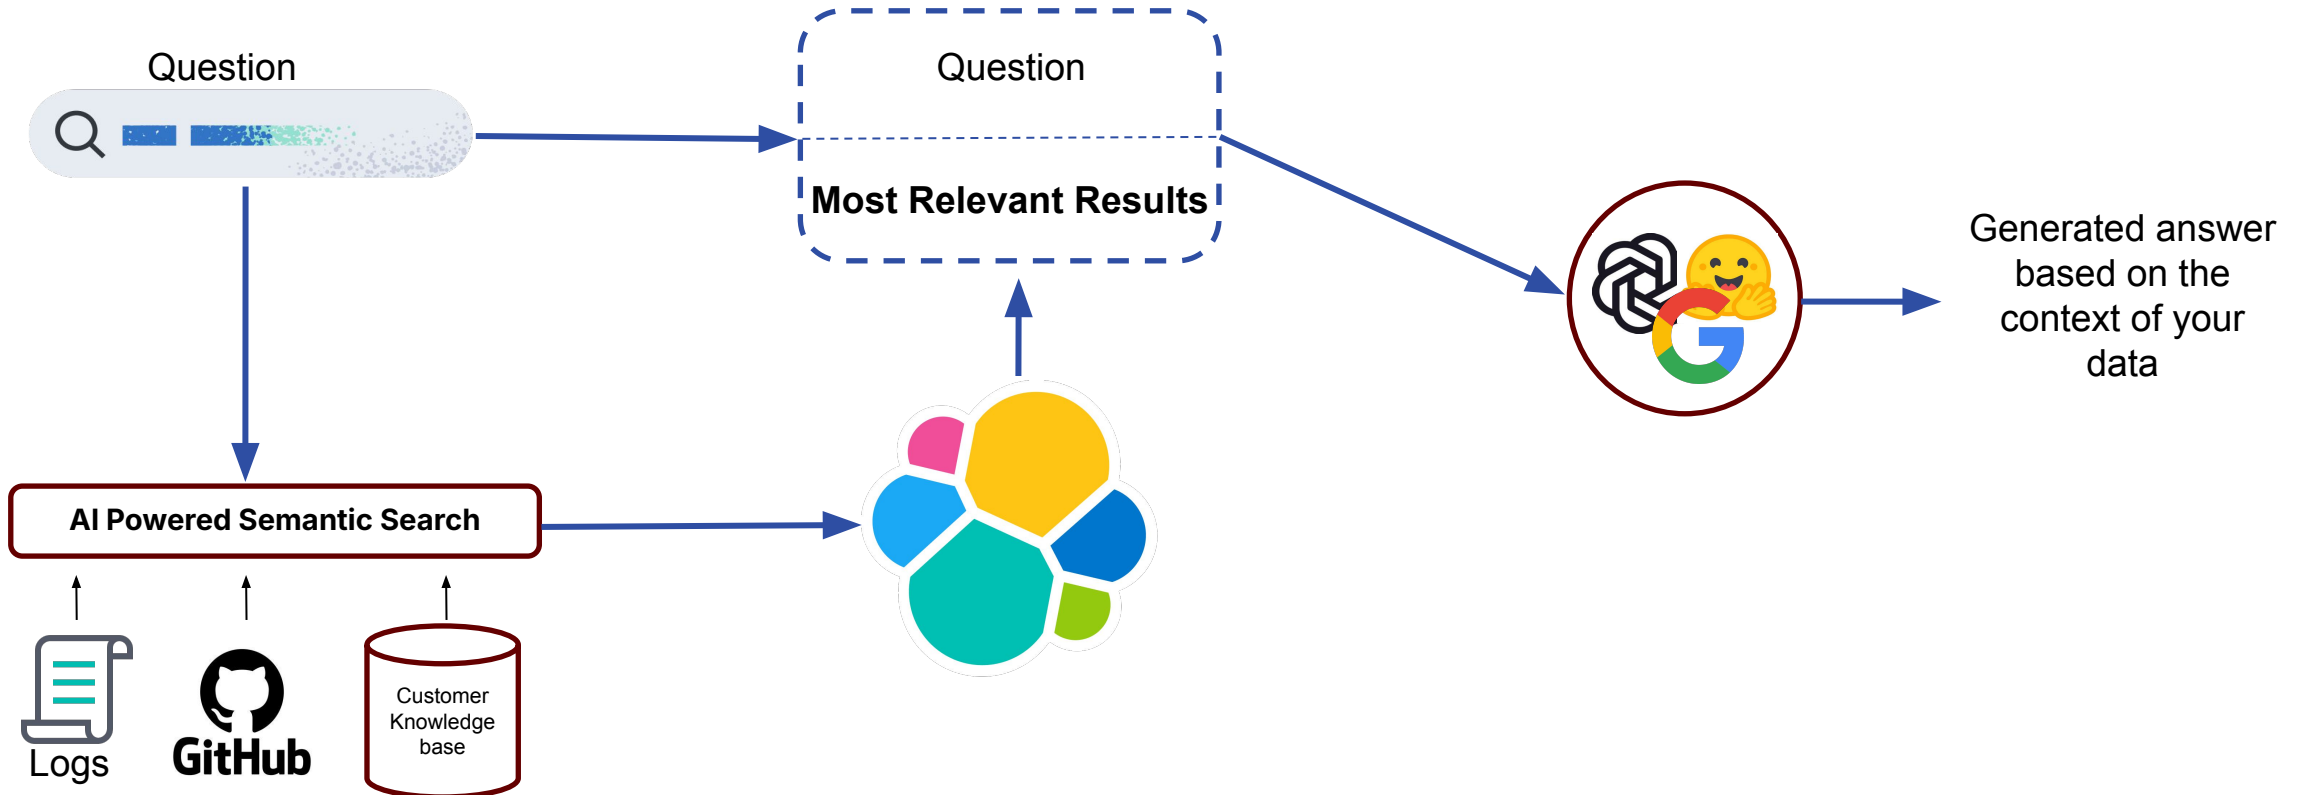 Question
Question
Most Relevant Results
Generated answer
based on the
context of your
data
AI Powered Semantic Search
Logs
GitHub
Customer
Knowledge
base